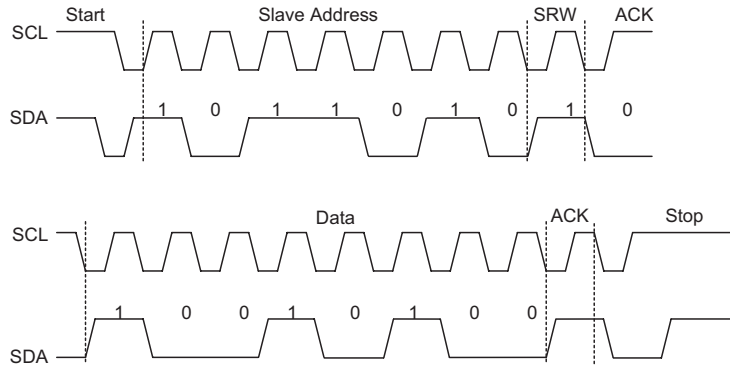 Start Slave Address SRW ACK
SCL
1 0 1 1 0 1 0 1 0
SDA
Data ACK Stop
SCL
1 0 0 1 0 1 0 0
SDA